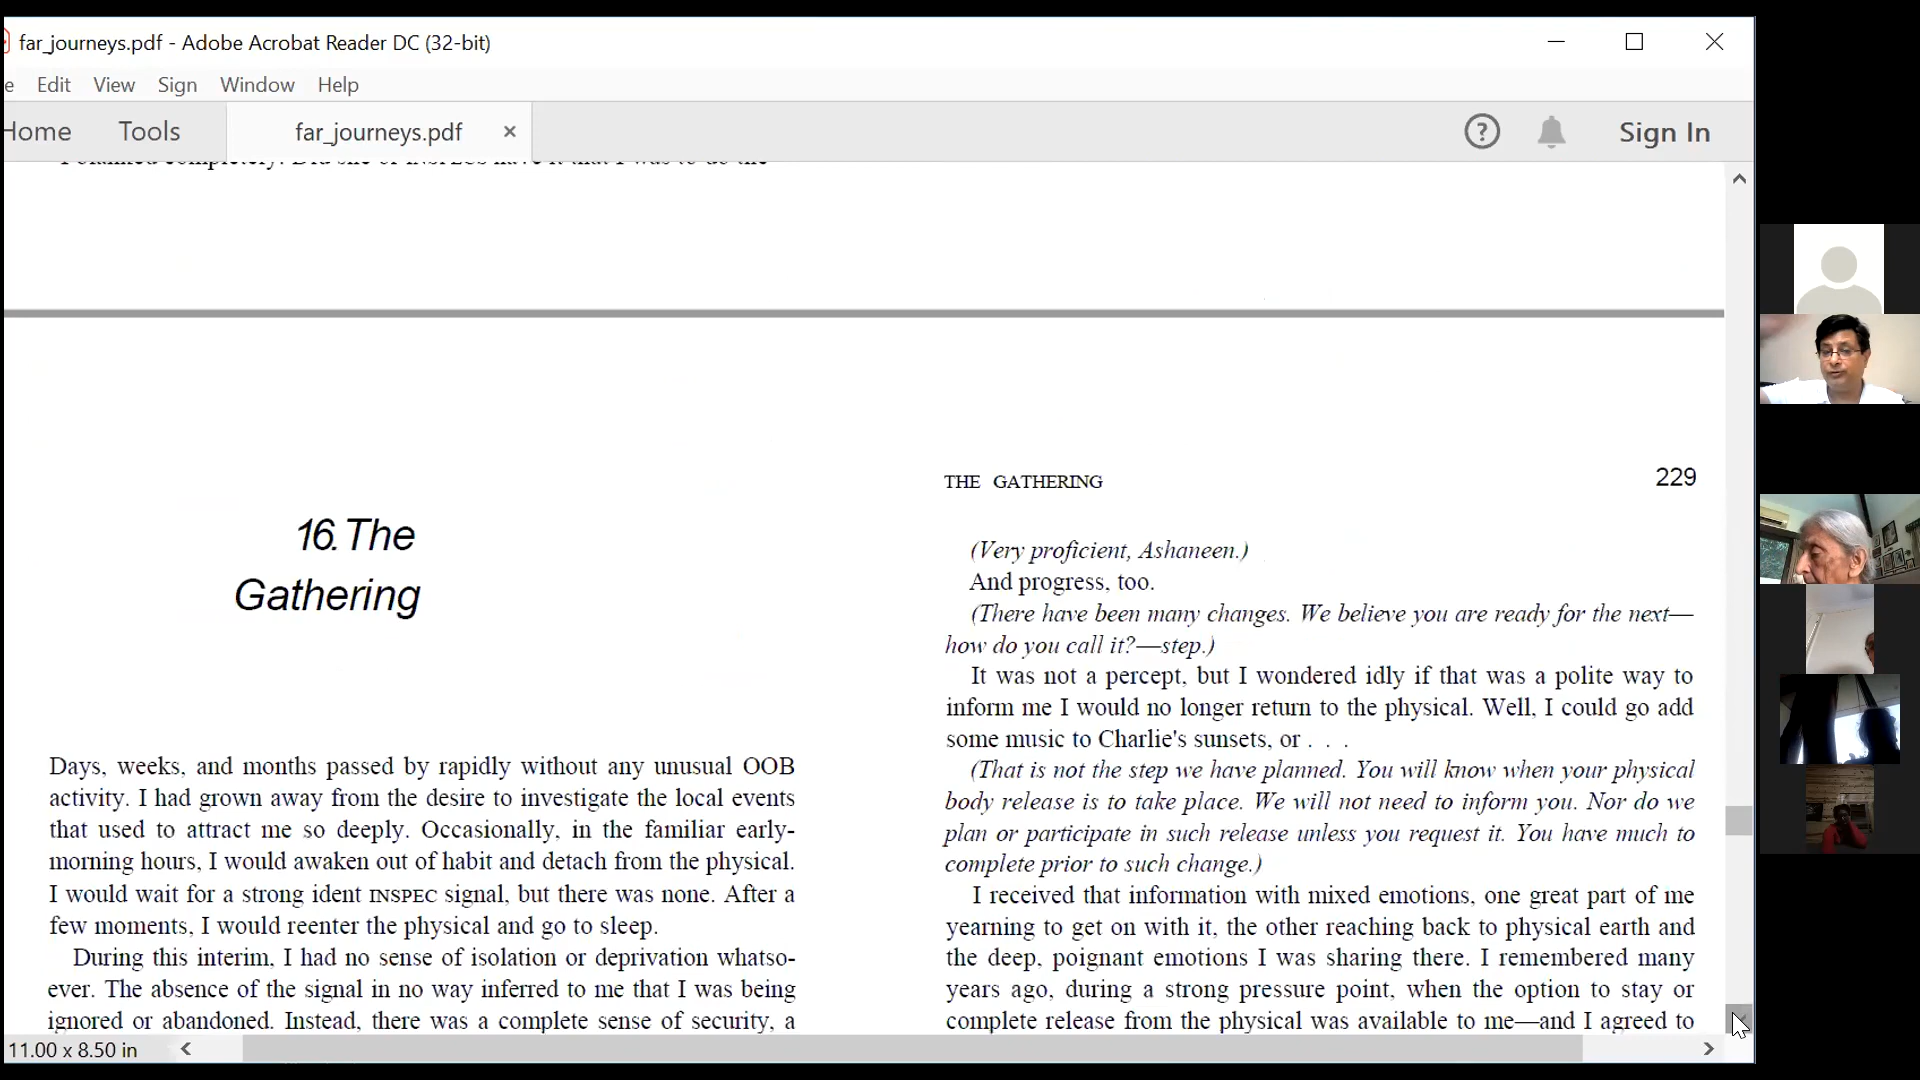 far_journeys.pdf - Adobe Acrobat Reader DC (32-bit)
e Edit View Sign Window Help
Home Tools far_journeys.pdf × ? Sign In
16. The
Gathering
Days, weeks, and months passed by rapidly without any unusual OOB
activity. I had grown away from the desire to investigate the local events
that used to attract me so deeply. Occasionally, in the familiar early-
morning hours, I would awaken out of habit and detach from the physical.
I would wait for a strong ident INSPEC signal, but there was none. After a
few moments, I would reenter the physical and go to sleep.
During this interim, I had no sense of isolation or deprivation whatso-
ever. The absence of the signal in no way inferred to me that I was being
ignored or abandoned. Instead, there was a complete sense of security, a
THE GATHERING 229
(Very proficient, Ashaneen.)
And progress, too.
(There have been many changes. We believe you are ready for the next—
how do you call it?—step.)
It was not a percept, but I wondered idly if that was a polite way to
inform me I would no longer return to the physical. Well, I could go add
some music to Charlie's sunsets, or . . .
(That is not the step we have planned. You will know when your physical
body release is to take place. We will not need to inform you. Nor do we
plan or participate in such release unless you request it. You have much to
complete prior to such change.)
I received that information with mixed emotions, one great part of me
yearning to get on with it, the other reaching back to physical earth and
the deep, poignant emotions I was sharing there. I remembered many
years ago, during a strong pressure point, when the option to stay or
complete release from the physical was available to me—and I agreed to
11.00 x 8.50 in